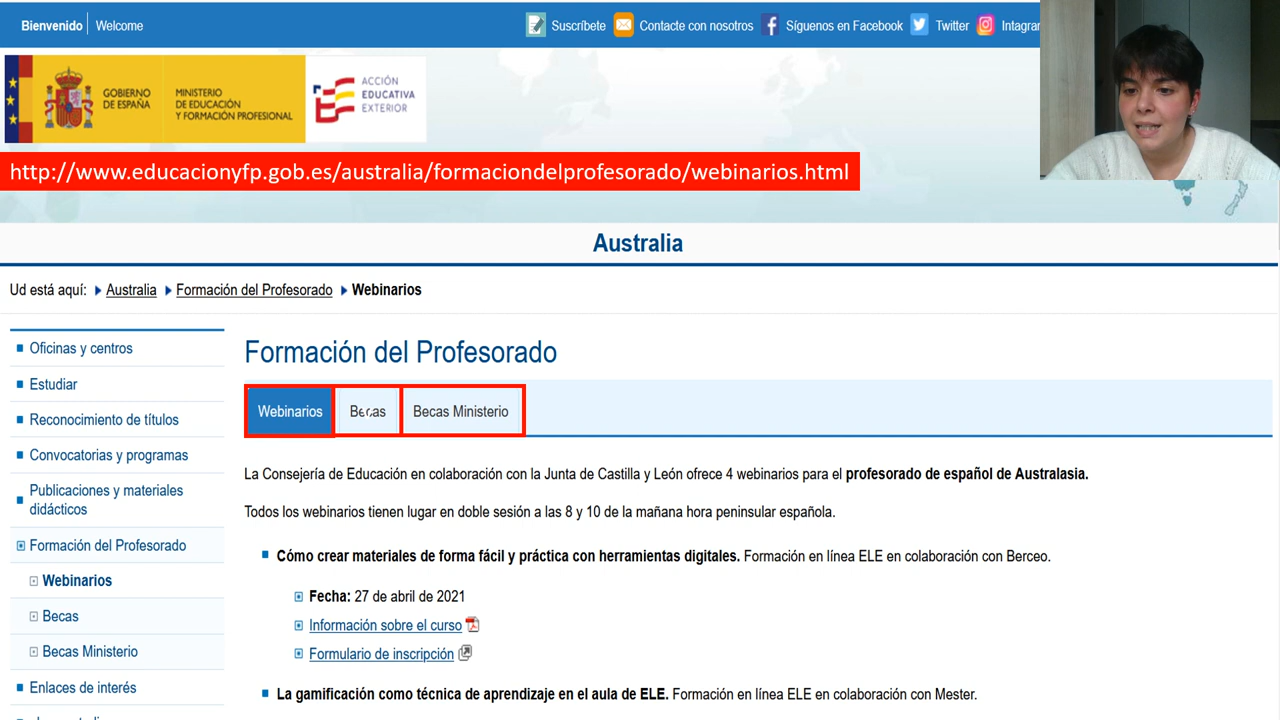 Bienvenido Welcome
Suscríbete Contacte con nosotros Síguenos en Facebook Twitter Intagrar
GOBIERNO
DE ESPAÑA
MINISTERIO
DE EDUCACIÓN
Y FORMACIÓN PROFESIONAL
ACCIÓN
EDUCATIVA
EXTERIOR
http://www.educacionyfp.gob.es/australia/formaciondelprofesorado/webinarios.html
Australia
Ud está aquí: Australia Formación del Profesorado Webinarios
Oficinas y centros
Estudiar
Reconocimiento de títulos
Convocatorias y programas
Publicaciones y materiales
didácticos
Formación del Profesorado
Webinarios
Becas
Becas Ministerio
Enlaces de interés
Formación del Profesorado
Webinarios Becas Becas Ministerio
La Consejería de Educación en colaboración con la Junta de Castilla y León ofrece 4 webinarios para el profesorado de español de Australasia.
Todos los webinarios tienen lugar en doble sesión a las 8 y 10 de la mañana hora peninsular española.
Cómo crear materiales de forma fácil y práctica con herramientas digitales. Formación en línea ELE en colaboración con Berceo.
Fecha: 27 de abril de 2021
Información sobre el curso
Formulario de inscripción
La gamificación como técnica de aprendizaje en el aula de ELE. Formación en línea ELE en colaboración con Mester.